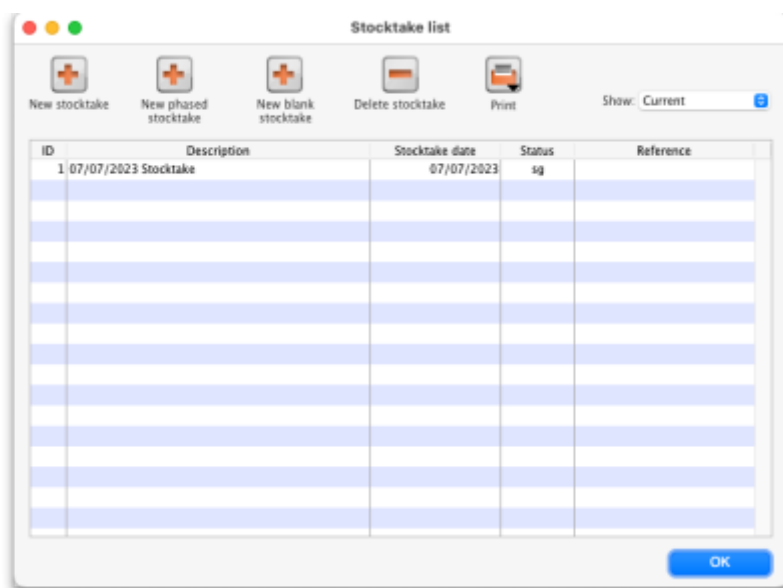 Stocktake list
New stocktake
New phased
stocktake
New blank
stocktake
Delete stocktake
Print
Show: Current
ID Description Stocktake date Status Reference
1 07/07/2023 Stocktake 07/07/2023 sg
OK